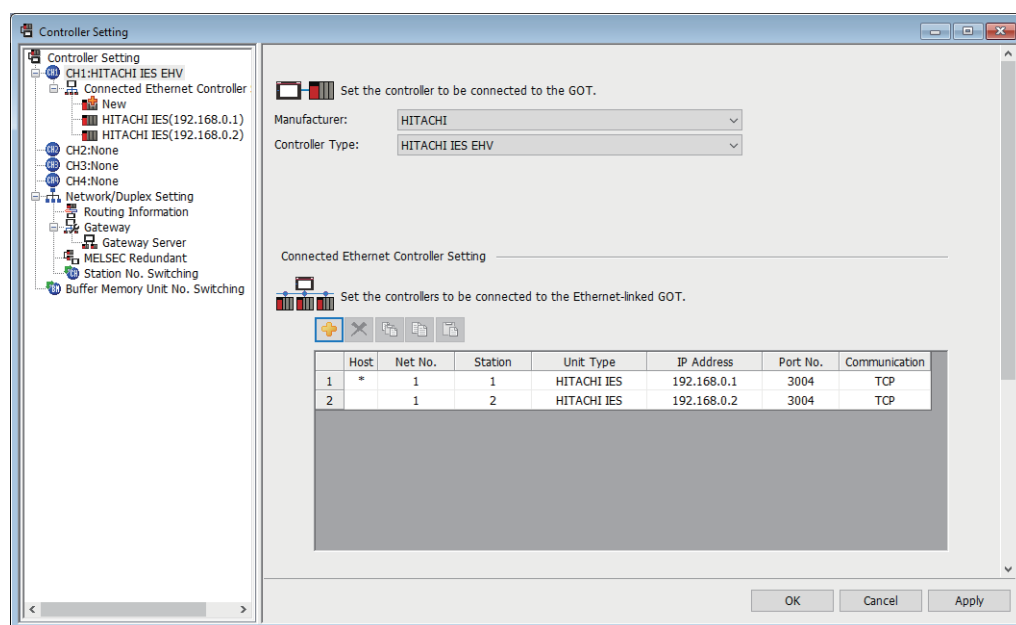 Controller Setting
Controller Setting
CH1:HITACHI IES EHV
Connected Ethernet Controller
New
HITACHI IES(192.168.0.1)
HITACHI IES(192.168.0.2)
CH2:None
CH3:None
CH4:None
Network/Duplex Setting
Routing Information
Gateway
Gateway Server
MELSEC Redundant
Station No. Switching
Buffer Memory Unit No. Switching
Set the controller to be connected to the GOT.
Manufacturer: HITACHI
Controller Type: HITACHI IES EHV
Connected Ethernet Controller Setting
Set the controllers to be connected to the Ethernet-linked GOT.
Host Net No. Station Unit Type IP Address Port No. Communication
1 * 1 1 HITACHI IES 192.168.0.1 3004 TCP
2 1 2 HITACHI IES 192.168.0.2 3004 TCP
OK Cancel Apply